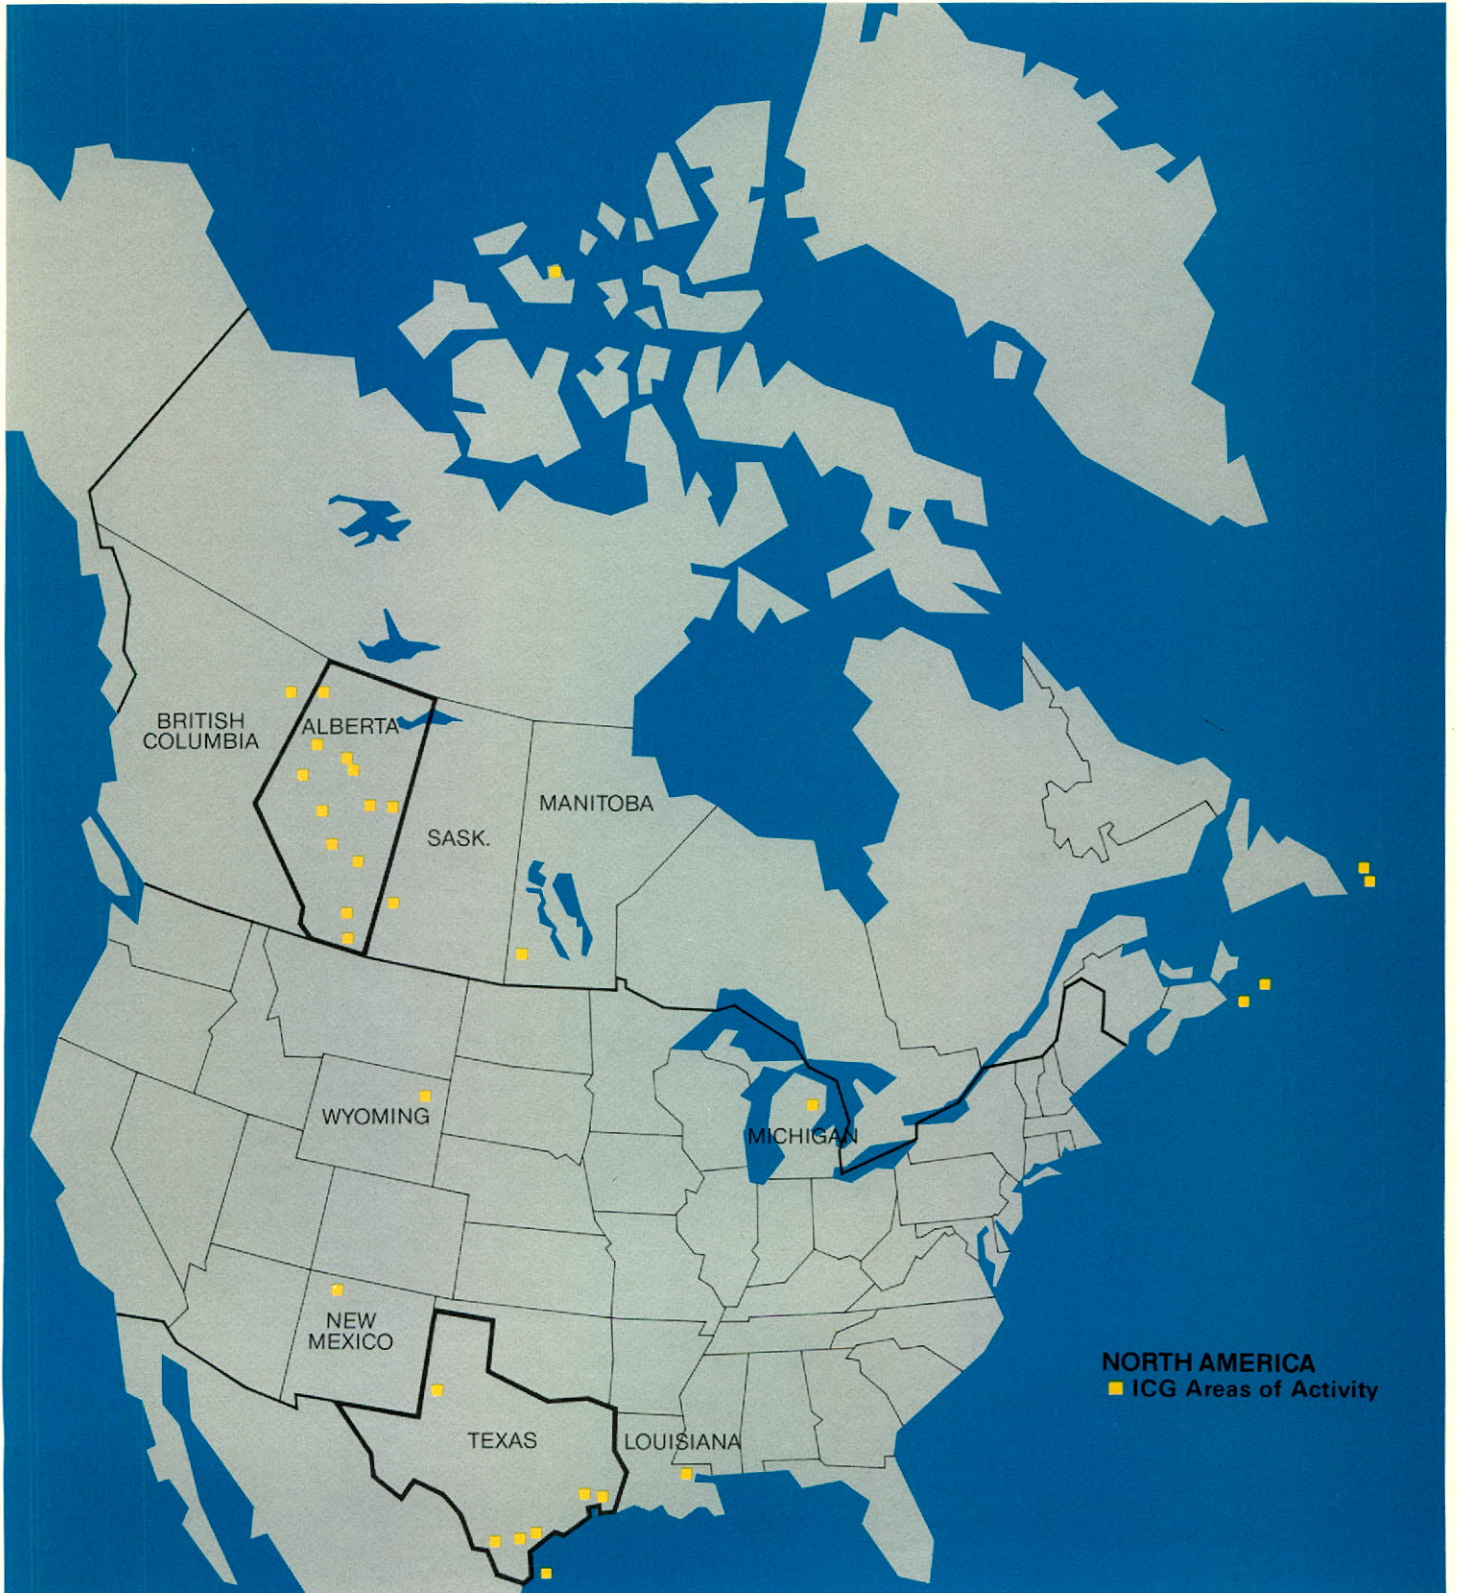 BRITISH
COLUMBIA
ALBERTA
MANITOBA
SASK.
WYOMING
MICHIGAN
NEW
MEXICO
NORTH AMERICA
ICG Areas of Activity
TEXAS
LOUISIANA